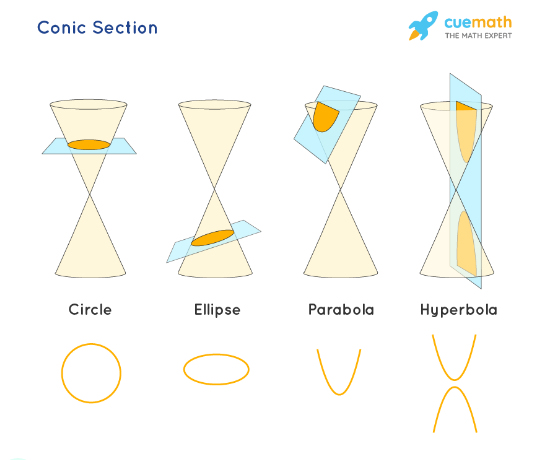 Conic Section
cuemath
THE MATH EXPERT
Circle
Ellipse
Parabola
Hyperbola